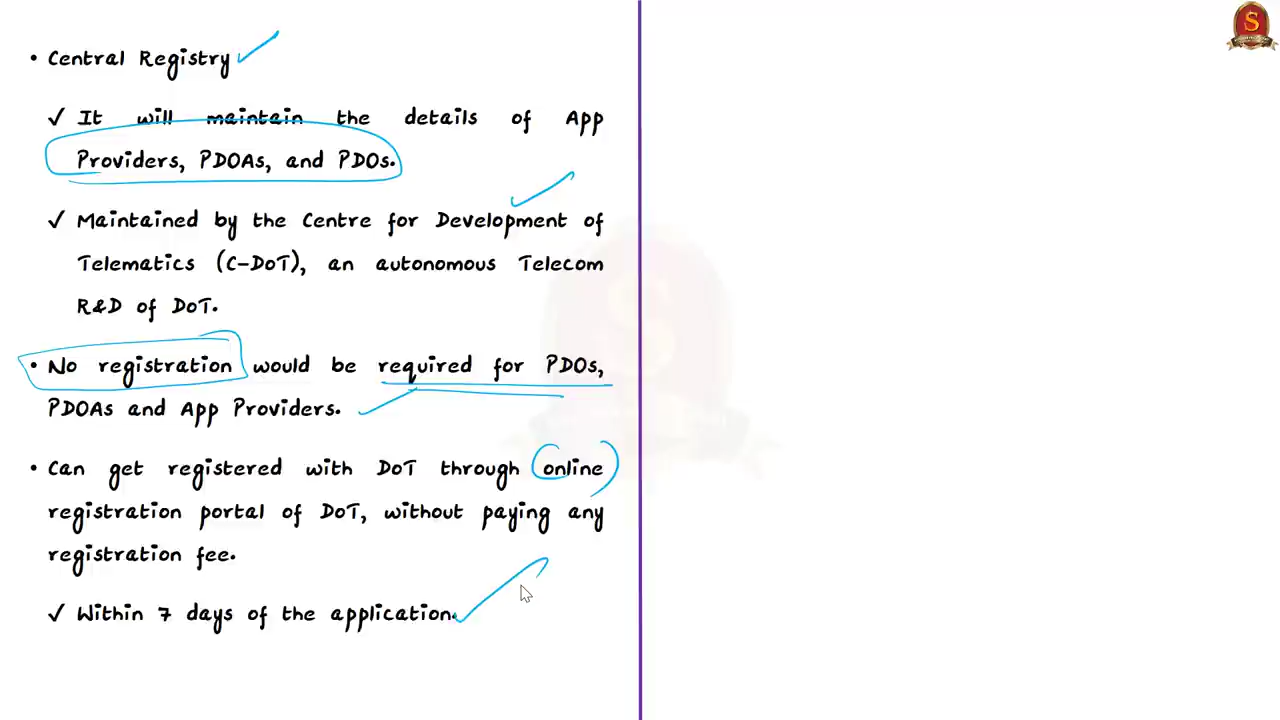 • Central Registry
✓ It will maintain the details of App
Providers, PDOAs, and PDOs.
✓ Maintained by the Centre for Development of
Telematics (C-DoT), an autonomous Telecom
R&D of DoT.
• No registration would be required for PDOs,
PDOAs and App Providers.
• Can get registered with DoT through online
registration portal of DoT, without paying any
registration fee.
✓ Within 7 days of the application.
S